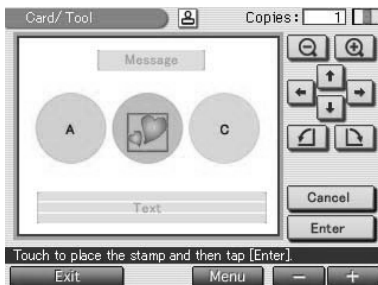 Card/Tool Copies: 1
Message
A C
Text
Cancel
Enter
Touch to place the stamp and then tap [Enter].
Exit Menu － ＋